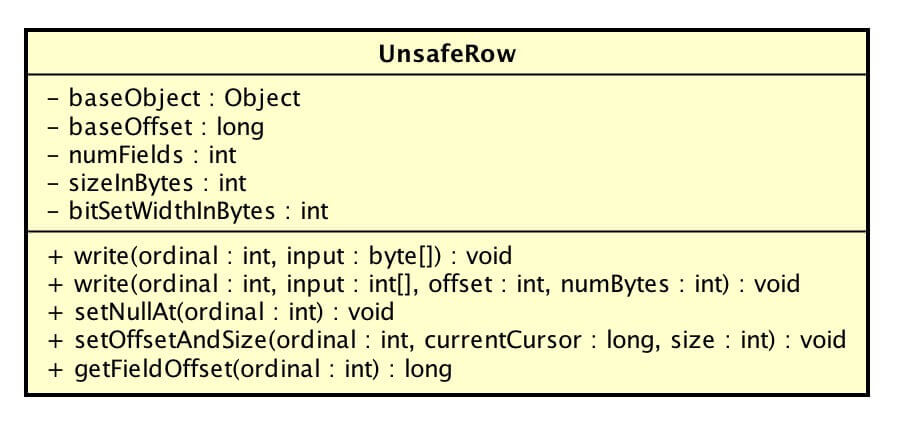 UnsafeRow
- baseObject : Object
- baseOffset : long
- numFields : int
- sizeInBytes : int
- bitSetWidthInBytes : int
+ write(ordinal : int, input : byte[]) : void
+ write(ordinal : int, input : int[], offset : int, numBytes : int) : void
+ setNullAt(ordinal : int) : void
+ setOffsetAndSize(ordinal : int, currentCursor : long, size : int) : void
+ getFieldOffset(ordinal : int) : long